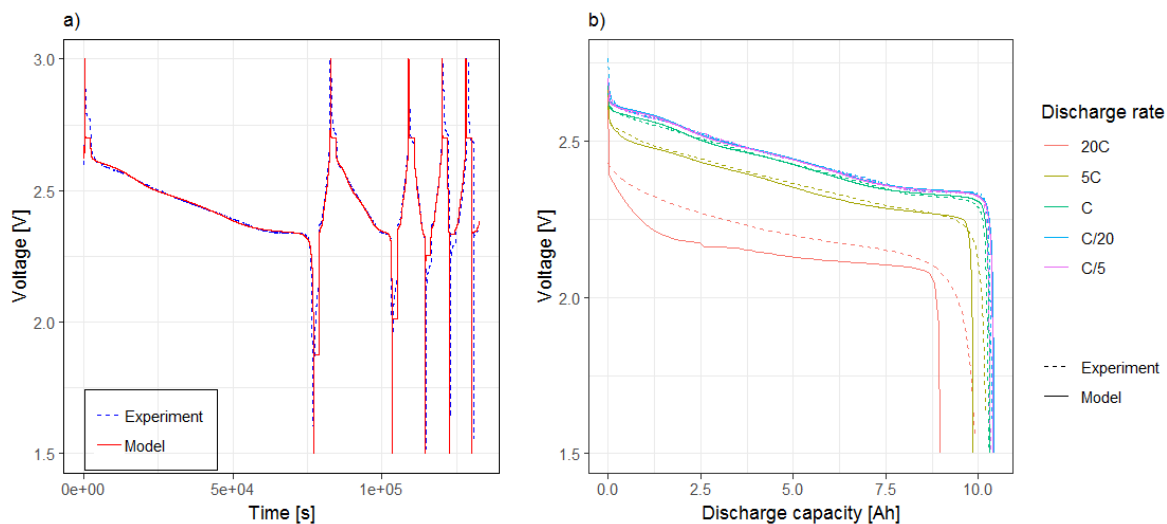 a)
3.0
2.5
2.0
1.5
Voltage [V]
0e+00
5e+04
1e+05
Time [s]
Experiment
Model
b)
2.5
2.0
1.5
Voltage [V]
0.0
2.5
5.0
7.5
10.0
Discharge capacity [Ah]
Discharge rate
20C
5C
C
C/20
C/5
Experiment
Model